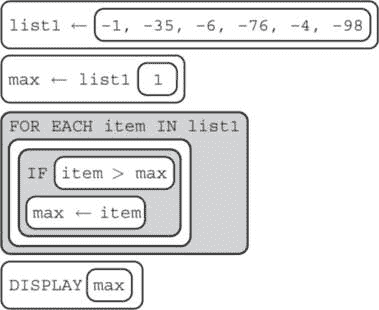 list1 ← -1, -35, -6, -76, -4, -98
max ← list1 1
FOR EACH item IN list1
IF item > max
max ← item
DISPLAY max